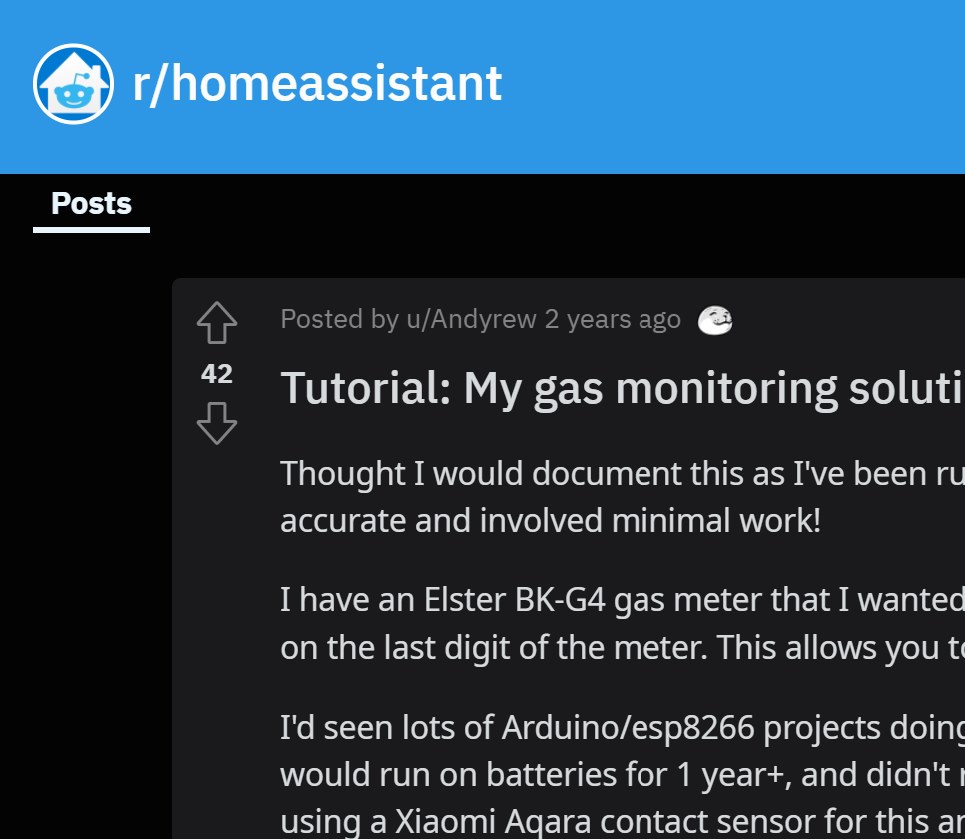 r/homeassistant
Posts
Posted by u/Andyrew 2 years ago
42
Tutorial: My gas monitoring soluti
Thought I would document this as I've been ru
accurate and involved minimal work!
I have an Elster BK-G4 gas meter that I wanted
on the last digit of the meter. This allows you to
I'd seen lots of Arduino/esp8266 projects doing
would run on batteries for 1 year+, and didn't r
using a Xiaomi Aqara contact sensor for this an